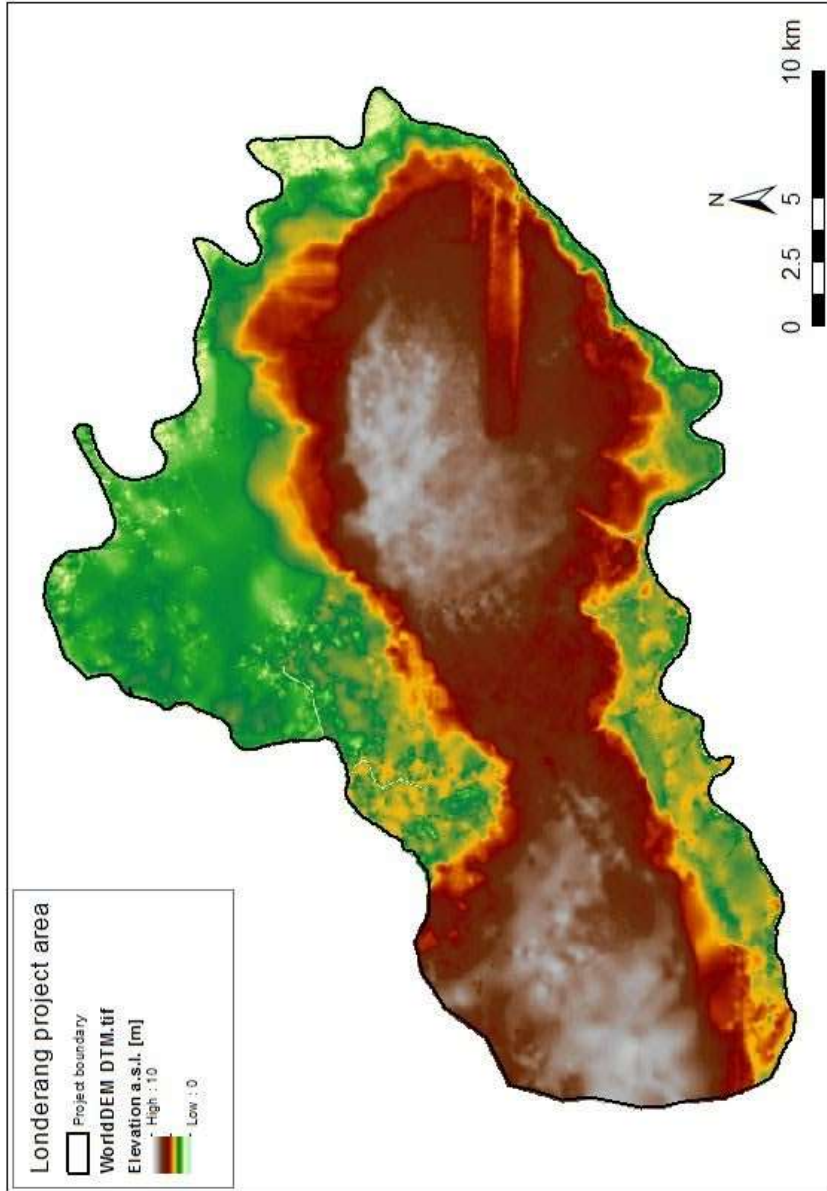 Londerang project area
Project boundary
WorldDEM DTM.tif
Elevation a.s.l. [m]
High : 10
Low : 0
N
0 2.5 5 10 km